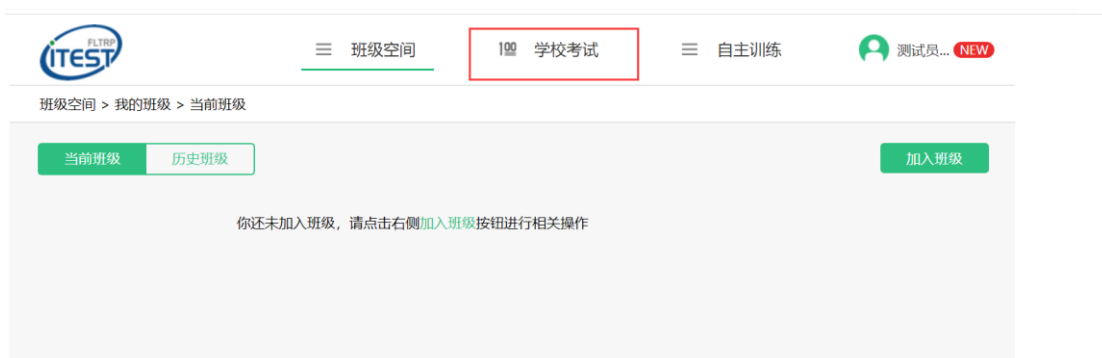 FLTRP
iTEST
班级空间
100 学校考试
自主训练
测试员... NEW
班级空间 > 我的班级 > 当前班级
当前班级
历史班级
加入班级
你还未加入班级，请点击右侧加入班级按钮进行相关操作